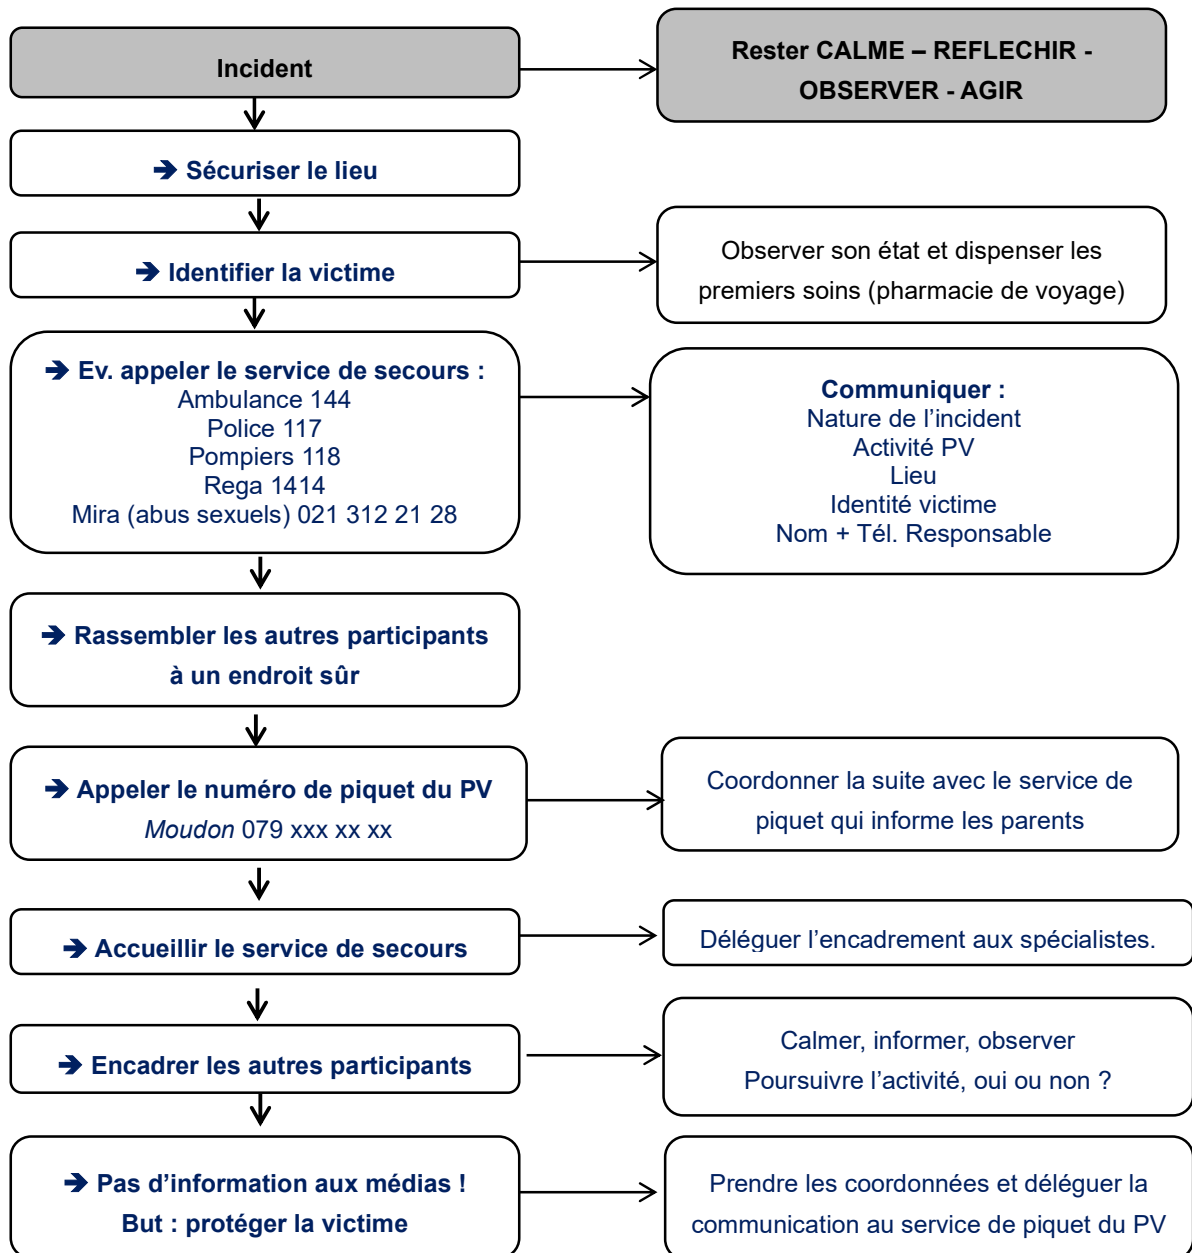 Incident
Rester CALME – REFLECHIR -
OBSERVER - AGIR
➔ Sécuriser le lieu
➔ Identifier la victime
Observer son état et dispenser les
premiers soins (pharmacie de voyage)
➔ Ev. appeler le service de secours :
Ambulance 144
Police 117
Pompiers 118
Rega 1414
Mira (abus sexuels) 021 312 21 28
Communiquer :
Nature de l’incident
Activité PV
Lieu
Identité victime
Nom + Tél. Responsable
➔ Rassembler les autres participants
à un endroit sûr
➔ Appeler le numéro de piquet du PV
Moudon 079 xxx xx xx
Coordonner la suite avec le service de
piquet qui informe les parents
➔ Accueillir le service de secours
Déléguer l’encadrement aux spécialistes.
➔ Encadrer les autres participants
Calmer, informer, observer
Poursuivre l’activité, oui ou non ?
➔ Pas d’information aux médias !
But : protéger la victime
Prendre les coordonnées et déléguer la
communication au service de piquet du PV